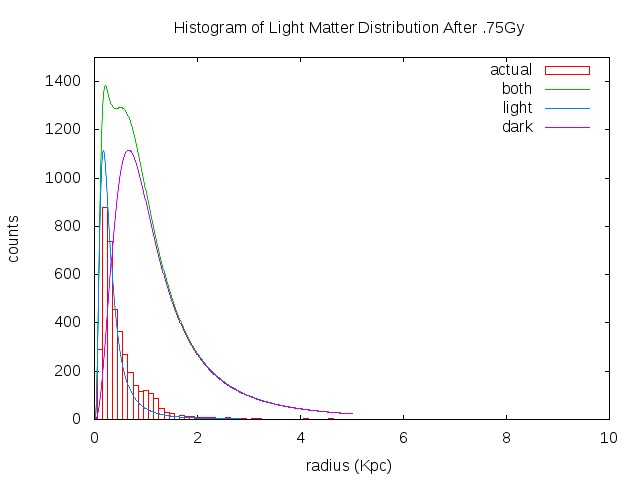 Histogram of Light Matter Distribution After .75Gy
actual
both
light
dark
1400
1200
1000
800
600
400
200
0
counts
0 2 4 6 8 10
radius (Kpc)